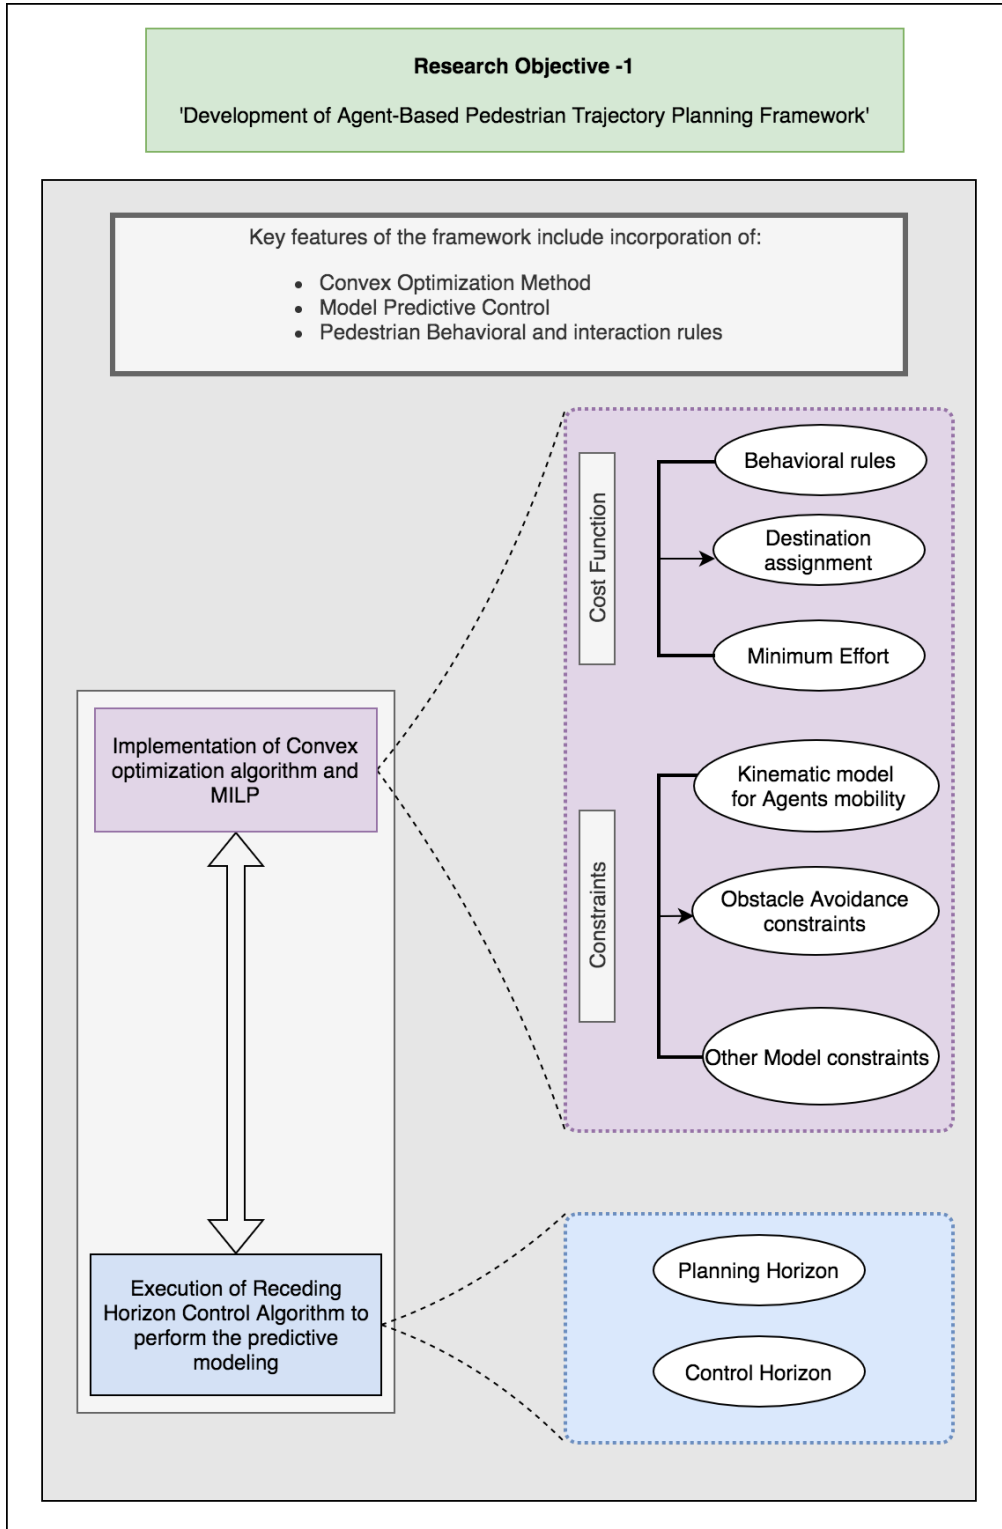 Research Objective -1
'Development of Agent-Based Pedestrian Trajectory Planning Framework'
Key features of the framework include incorporation of:
• Convex Optimization Method
• Model Predictive Control
• Pedestrian Behavioral and interaction rules
Cost Function
Behavioral rules
Destination
assignment
Minimum Effort
Implementation of Convex
optimization algorithm and
MILP
Constraints
Kinematic model
for Agents mobility
Obstacle Avoidance
constraints
Other Model constraints
Execution of Receding
Horizon Control Algorithm to
perform the predictive
modeling
Planning Horizon
Control Horizon